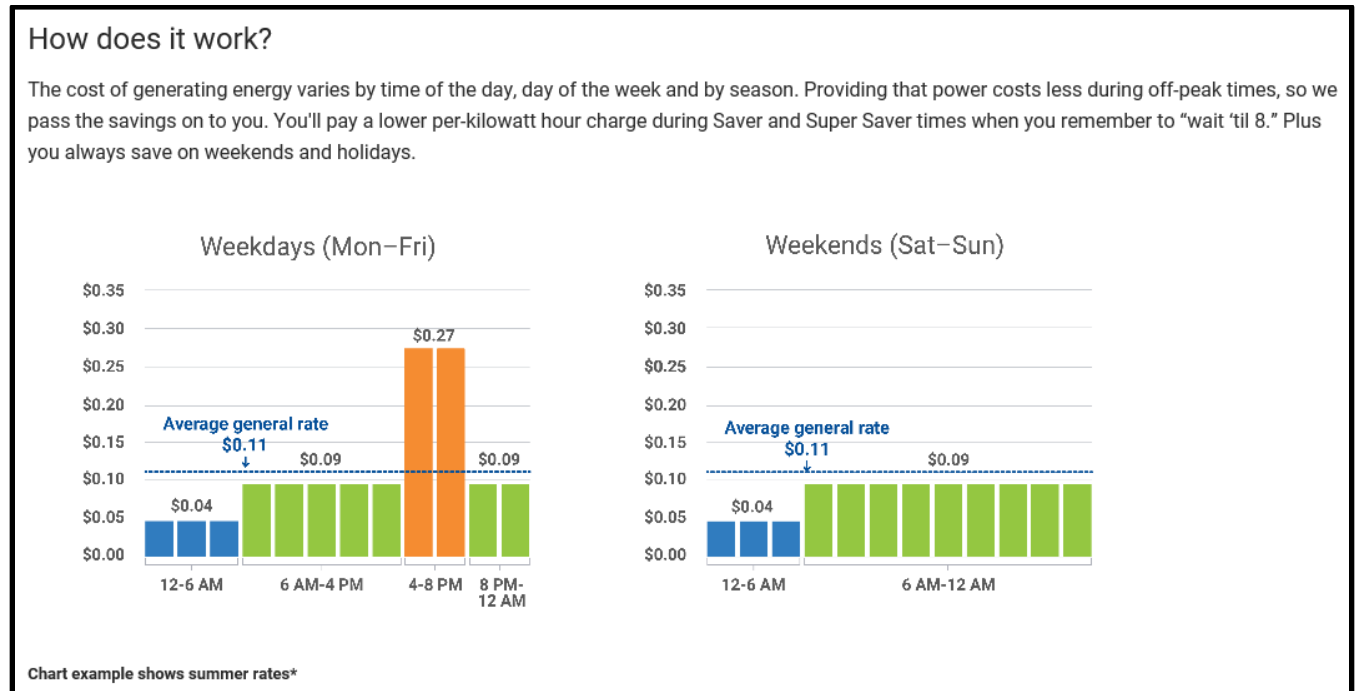 How does it work?
The cost of generating energy varies by time of the day, day of the week and by season. Providing that power costs less during off-peak times, so we
pass the savings on to you. You'll pay a lower per-kilowatt hour charge during Saver and Super Saver times when you remember to “wait ‘til 8.” Plus
you always save on weekends and holidays.
Weekdays (Mon–Fri)
$0.35
$0.30
$0.27
$0.25
$0.20
Average general rate
$0.11
$0.15
$0.09
$0.09
$0.10
$0.04
$0.05
$0.00
12-6 AM
6 AM-4 PM
4-8 PM
8 PM-
12 AM
Weekends (Sat–Sun)
$0.35
$0.30
$0.25
$0.20
Average general rate
$0.11
$0.15
$0.09
$0.10
$0.04
$0.05
$0.00
12-6 AM
6 AM-12 AM
Chart example shows summer rates*